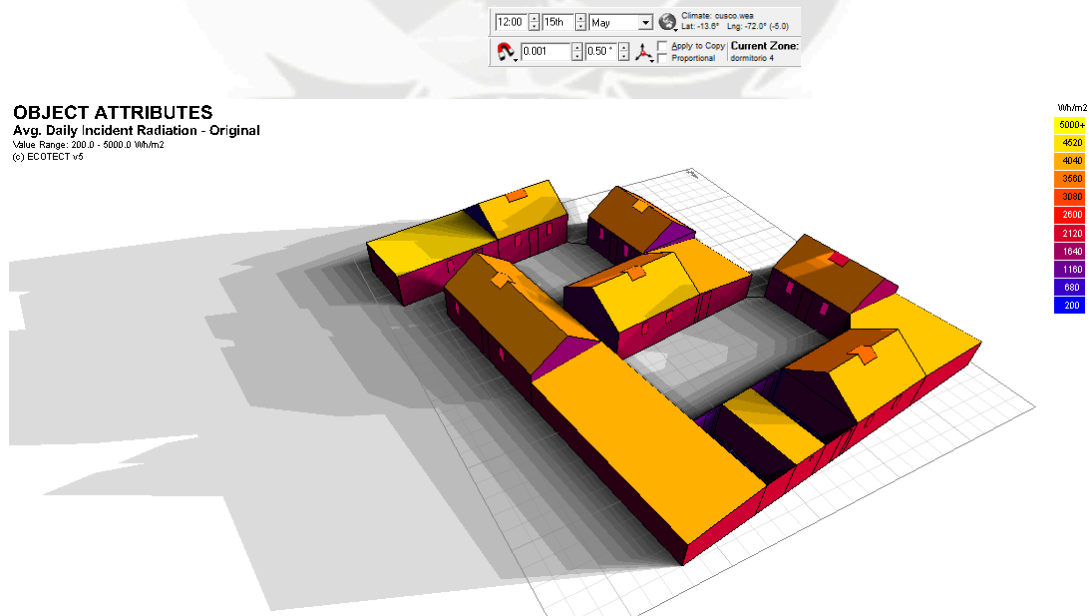 12:00 15th May Climate: cusco.wea
Lat: -13.6° Lng: -72.0° (-5.0)
0.001 0.50 ° Apply to Copy Current Zone:
Proportional dormitorio 4
OBJECT ATTRIBUTES
Avg. Daily Incident Radiation - Original
Value Range: 200.0 - 5000.0 Wh/m2
(c) ECOTECT v5
Wh/m2
5000+
4520
4040
3560
3080
2600
2120
1640
1160
680
200